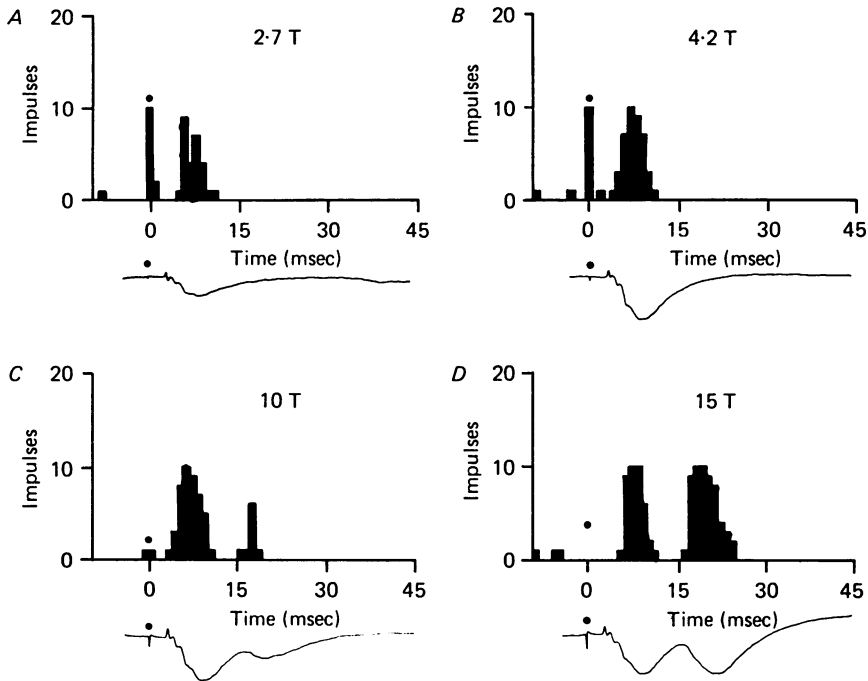 A
20
10
0
Impulses
2·7 T
0 15 30 45
Time (msec)
B
20
10
0
Impulses
4·2 T
0 15 30 45
Time (msec)
C
20
10
0
Impulses
10 T
0 15 30 45
Time (msec)
D
20
10
0
Impulses
15 T
0 15 30 45
Time (msec)